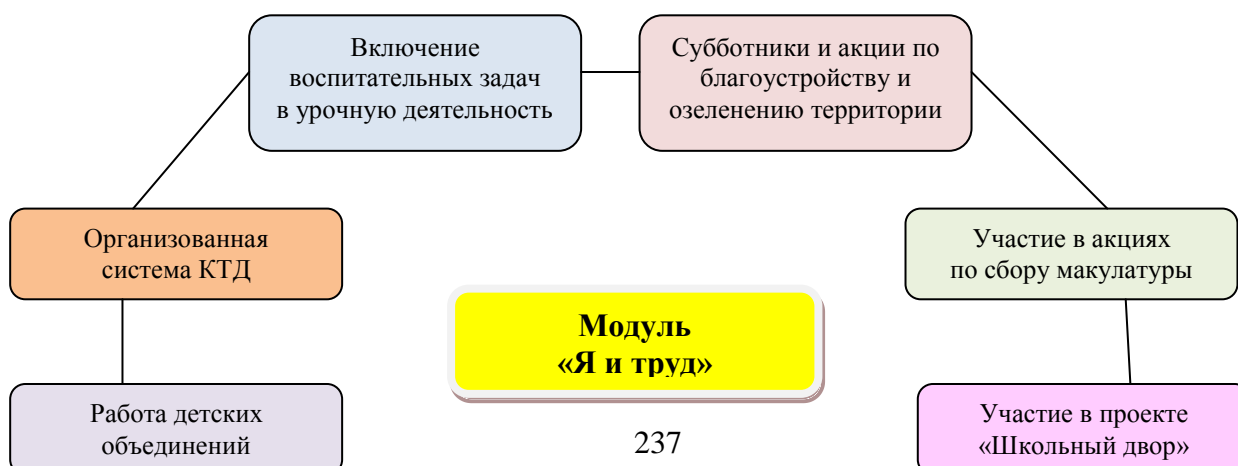 Включение
воспитательных задач
в урочную деятельность
Субботники и акции по
благоустройству и
озеленению территории
Организованная
система КТД
Участие в акциях
по сбору макулатуры
Модуль
«Я и труд»
Работа детских
объединений
Участие в проекте
«Школьный двор»
237